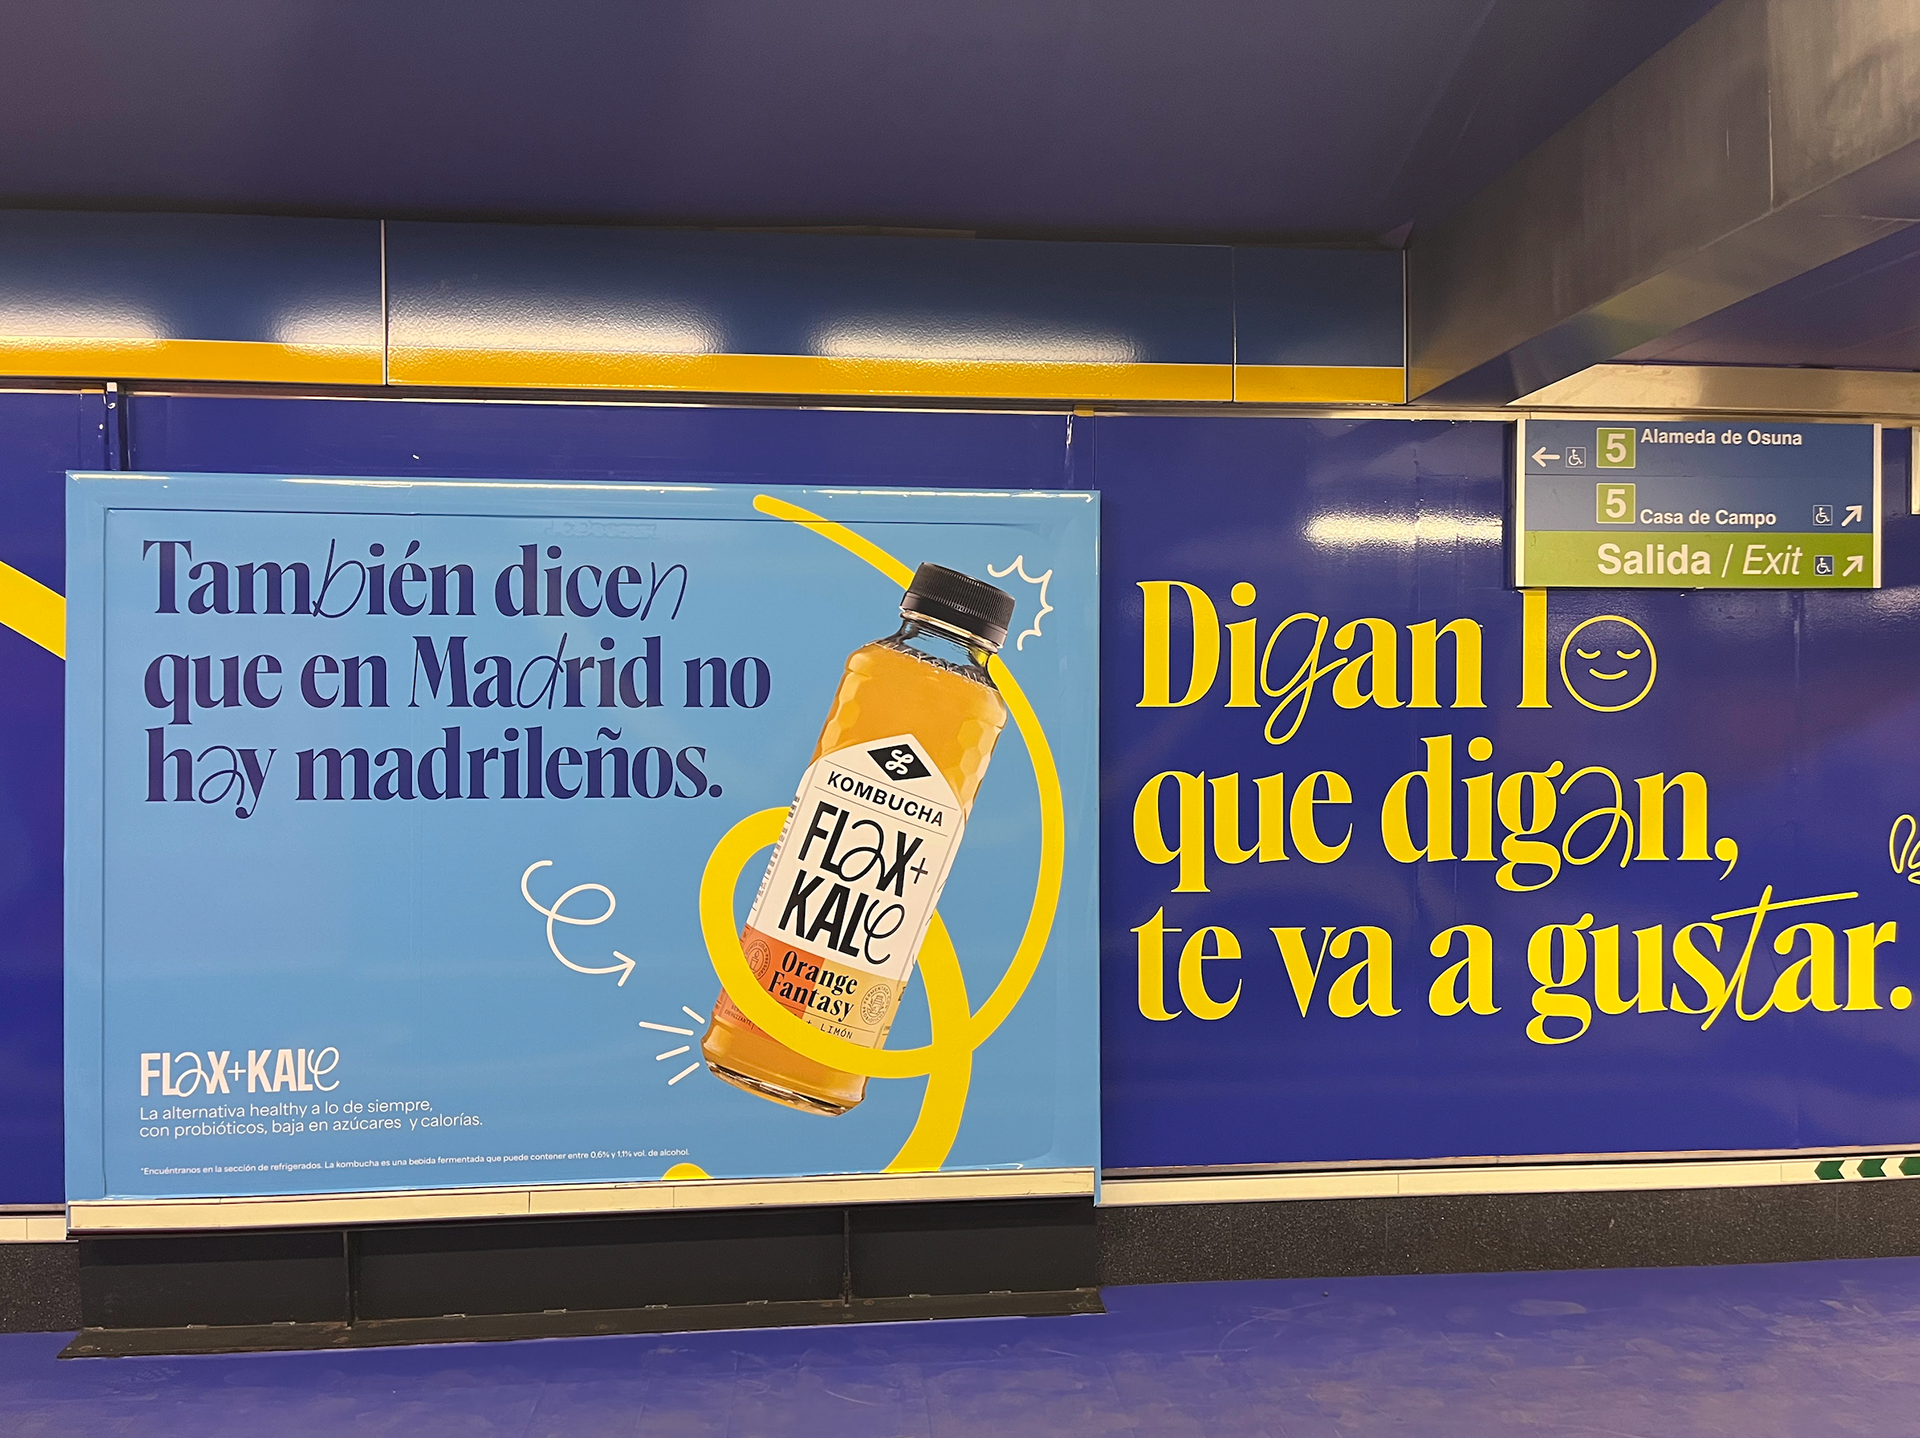 También dicen
que en Madrid no
hay madrileños.
KOMBUCHA
FLAX+
KALE
Orange
Fantasy
LIMÓN
FLAX+KALE
La alternativa healthy a lo de siempre,
con probióticos, baja en azúcares y calorías.
*Encuéntranos en la sección de refrigerados. La kombucha es una bebida fermentada que puede contener entre 0,6% y 1,1% vol. de alcohol.
5 Alameda de Osuna
5 Casa de Campo
Salida / Exit
Digan lo
que digan,
te va a gustar.